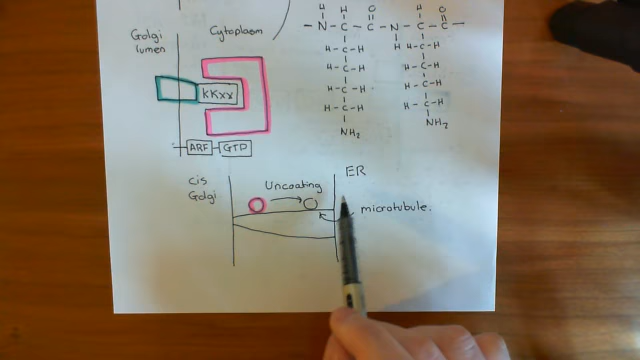 Golgi
lumen
Cytoplasm
KKxx
ARF
GTP
H H O H O
-N-C-C-N-C-C-
H-C-H H H-C-H
H-C-H H-C-H
H-C-H H-C-H
H-C-H H-C-H
NH2 NH2
cis
Golgi
Uncoating
ER
microtubule.